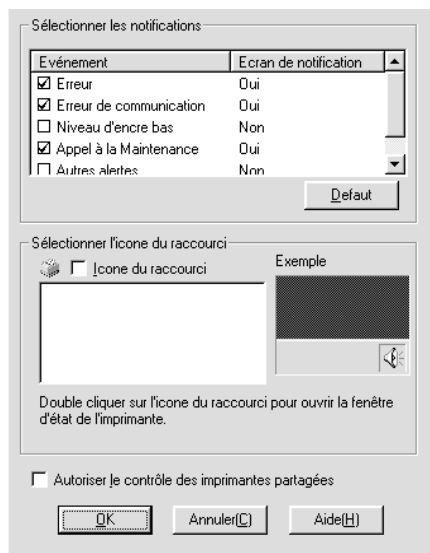 Sélectionner les notifications
Evénement Ecran de notification
Erreur Oui
Erreur de communication Oui
Niveau d'encre bas Non
Appel à la Maintenance Oui
Autres alertes Non
Defaut
Sélectionner l'icone du raccourci
Icone du raccourci
Exemple
Double cliquer sur l'icone du raccourci pour ouvrir la fenêtre
d'état de l'imprimante.
Autoriser le contrôle des imprimantes partagées
OK Annuler(C) Aide(H)